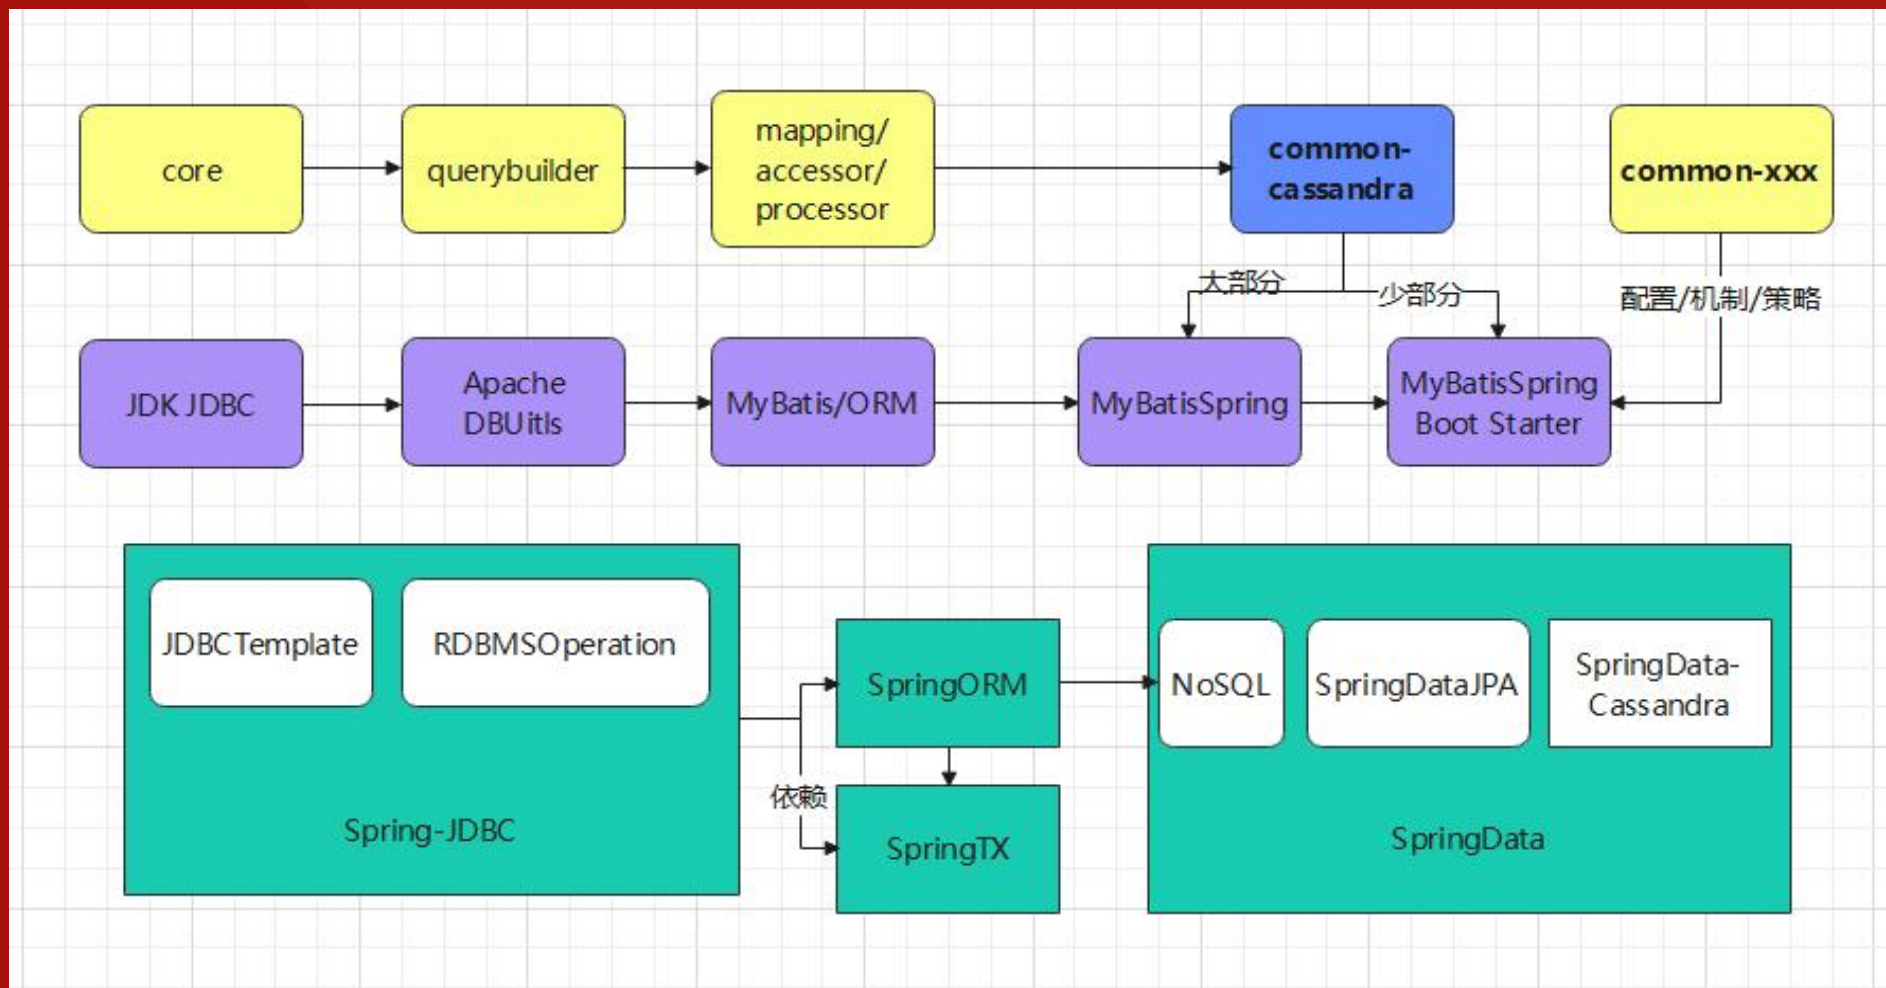 core
querybuilder
mapping/
accessor/
processor
common-
cassandra
common-xxx
大部分
少部分
配置/机制/策略
JDK JDBC
Apache
DBUitls
MyBatis/ORM
MyBatisSpring
MyBatisSpring
Boot Starter
JDBCTemplate
RDBMSOperation
Spring-JDBC
依赖
SpringORM
SpringTX
NoSQL
SpringDataJPA
SpringData-
Cassandra
SpringData